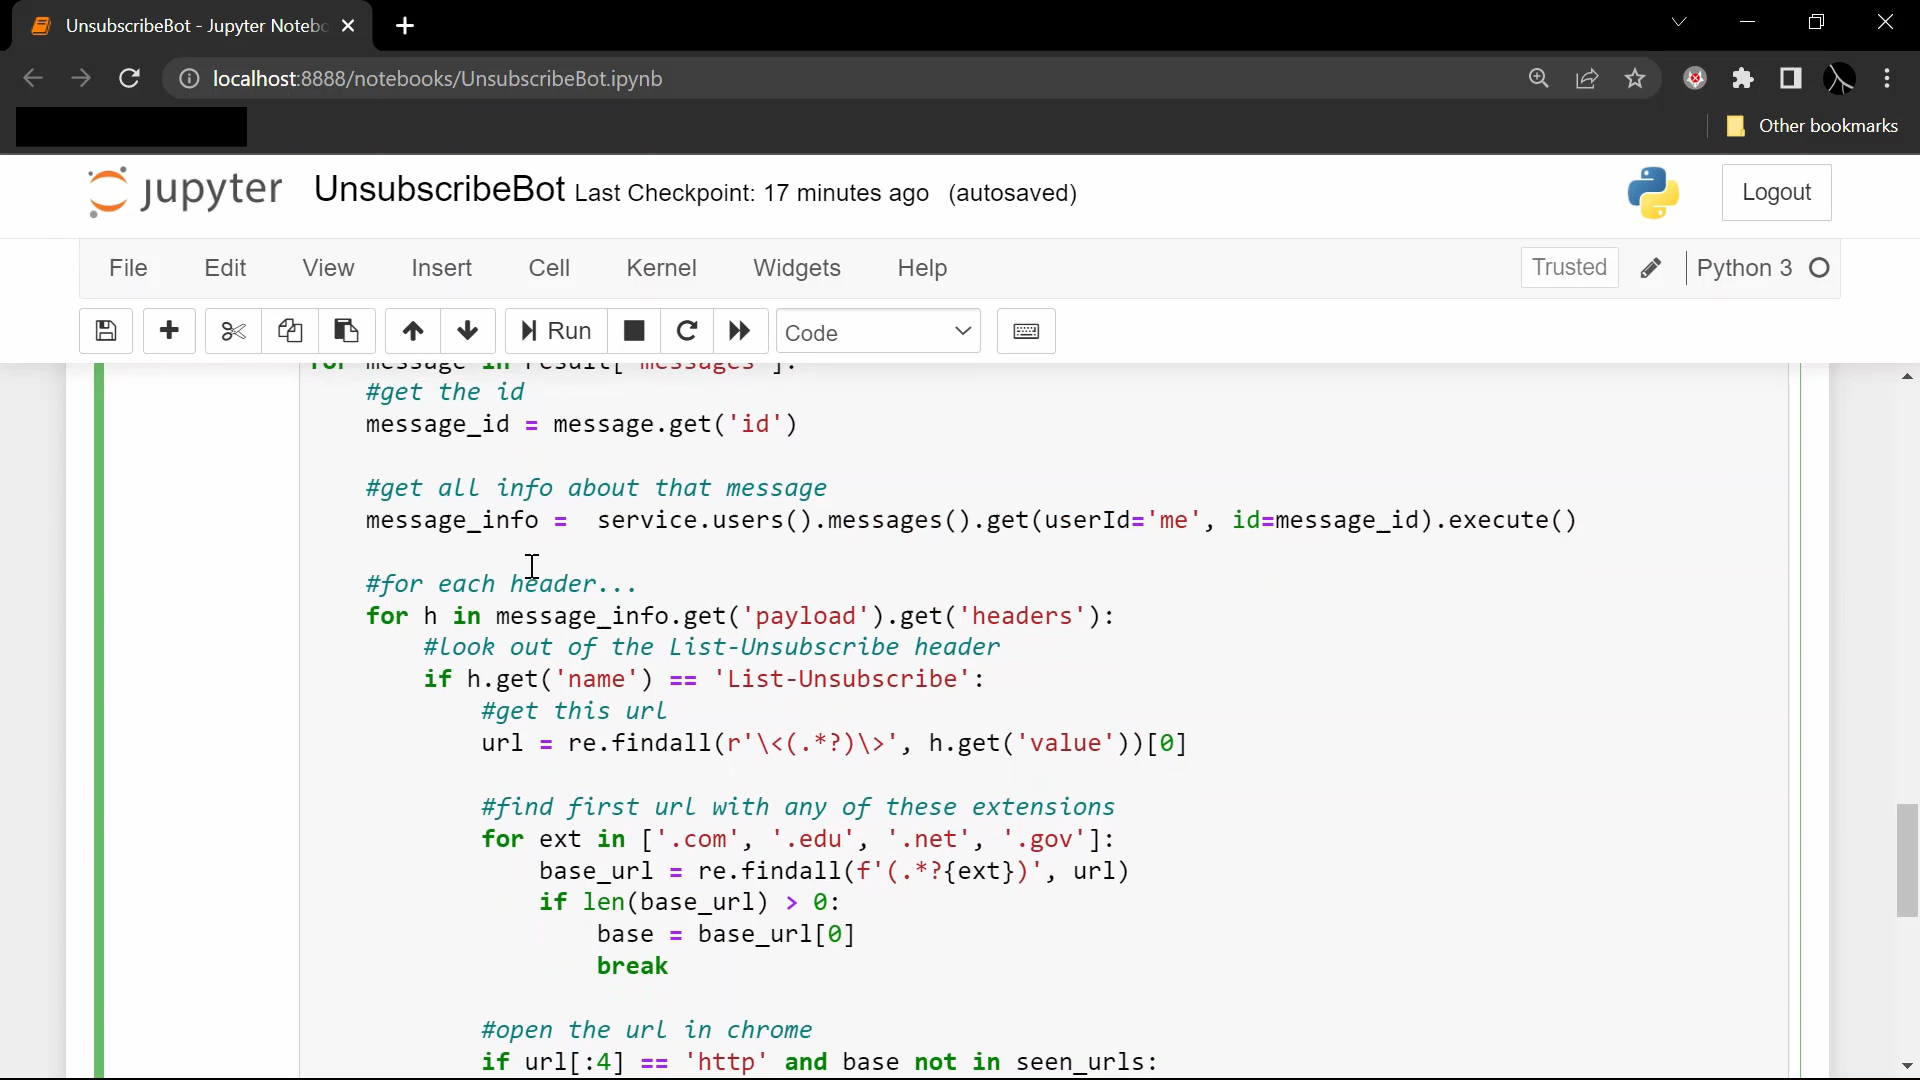 UnsubscribeBot - Jupyter Notebo
localhost:8888/notebooks/UnsubscribeBot.ipynb
Other bookmarks
jupyter UnsubscribeBot Last Checkpoint: 17 minutes ago (autosaved)
Logout
File Edit View Insert Cell Kernel Widgets Help
Trusted
Python 3
Run
Code
for message in result['messages']:
#get the id
message_id = message.get('id')
#get all info about that message
message_info =  service.users().messages().get(userId='me', id=message_id).execute()
#for each header...
for h in message_info.get('payload').get('headers'):
#look out of the List-Unsubscribe header
if h.get('name') == 'List-Unsubscribe':
#get this url
url = re.findall(r'\<(.*?)\>', h.get('value'))[0]
#find first url with any of these extensions
for ext in ['.com', '.edu', '.net', '.gov']:
base_url = re.findall(f'(.*?{ext})', url)
if len(base_url) > 0:
base = base_url[0]
break
#open the url in chrome
if url[:4] == 'http' and base not in seen_urls: